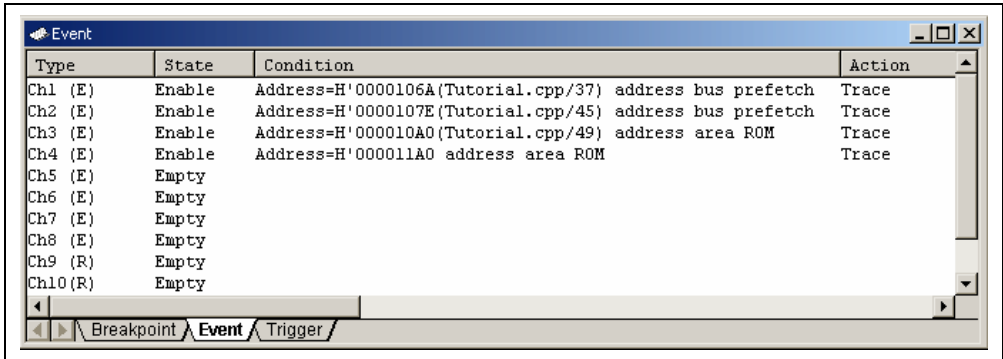 Event
Type State Condition Action
Ch1 (E) Enable Address=H'0000106A(Tutorial.cpp/37) address bus prefetch Trace
Ch2 (E) Enable Address=H'0000107E(Tutorial.cpp/45) address bus prefetch Trace
Ch3 (E) Enable Address=H'000010A0(Tutorial.cpp/49) address area ROM Trace
Ch4 (E) Enable Address=H'000011A0 address area ROM Trace
Ch5 (E) Empty
Ch6 (E) Empty
Ch7 (E) Empty
Ch8 (E) Empty
Ch9 (R) Empty
Ch10(R) Empty
Breakpoint Event Trigger